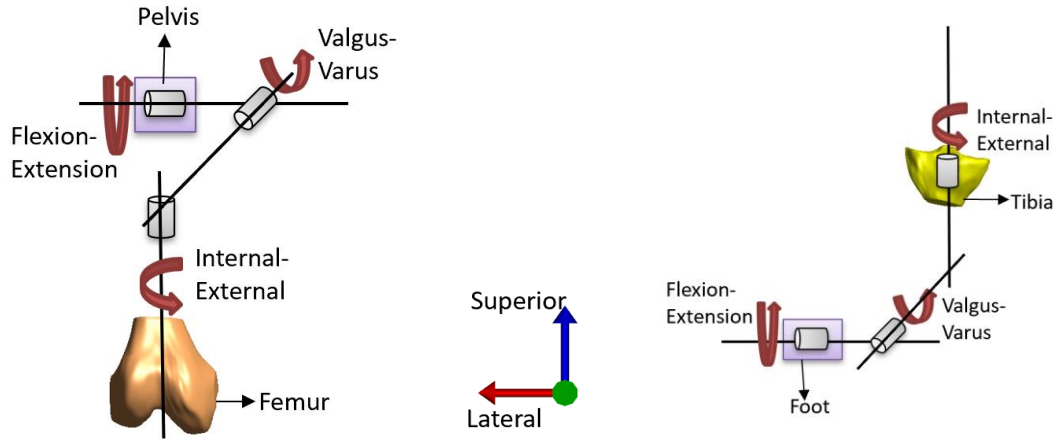 Pelvis
Valgus-
Varus
Flexion-
Extension
Internal-
External
Femur
Superior
Lateral
Internal-
External
Tibia
Flexion-
Extension
Valgus-
Varus
Foot